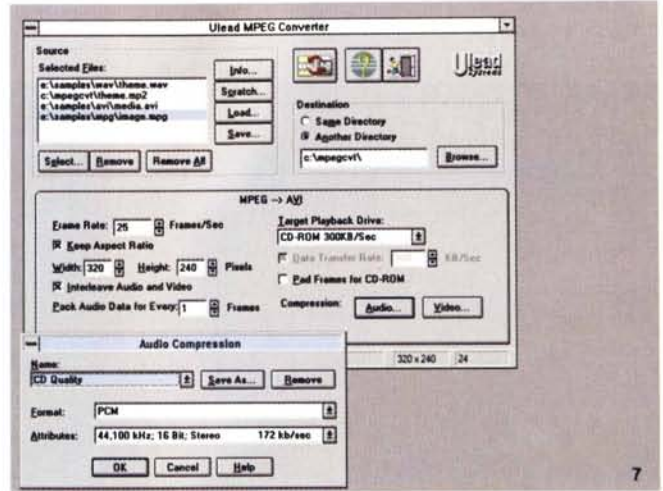 Ulead MPEG Converter
Source
Selected Files:
e:\samples\wav\theme.wav
c:\mpegcvt\theme.mp2
e:\samples\avi\media.avi
e:\samples\mpg\image.mpg
Info...
Scratch...
Load...
Save...
Select...
Remove
Remove All
Ulead Systems
Destination
Same Directory
Another Directory
c:\mpegcvt\
Browse...
MPEG -> AVI
Frame Rate: 25 Frames/Sec
Keep Aspect Ratio
Width: 320 Height: 240 Pixels
Interleave Audio and Video
Pack Audio Data for Every: 1 Frames
Target Playback Drive:
CD-ROM 300KB/Sec
Data Transfer Rate: KB/Sec
Pad Frames for CD-ROM
Compression: Audio... Video...
320 x 240 24
Audio Compression
Name:
CD Quality
Save As...
Remove
Format: PCM
Attributes: 44,100 kHz; 16 Bit; Stereo 172 kb/sec
OK Cancel Help
7